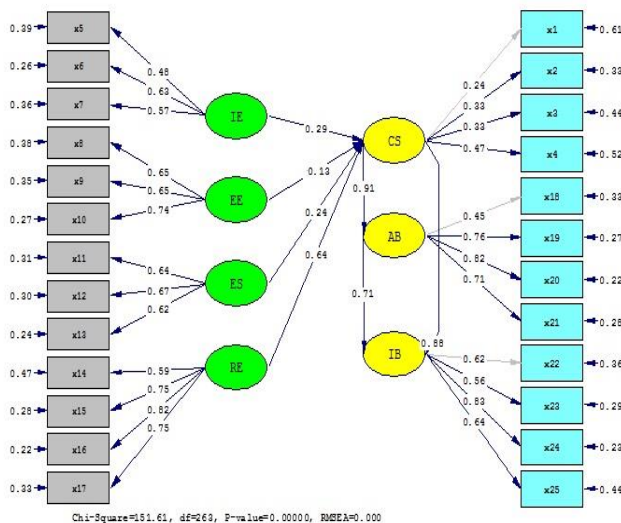 0.39 x5
0.26 x6
0.36 x7
0.38 x8
0.35 x9
0.27 x10
0.31 x11
0.30 x12
0.24 x13
0.47 x14
0.28 x15
0.22 x16
0.33 x17
0.48
0.63
0.57
0.65
0.65
0.74
0.64
0.67
0.62
0.59
0.75
0.82
0.75
IE
EE
ES
RE
0.29
0.13
0.24
0.64
CS
AB
IB
0.91
0.71
0.88
0.24
0.33
0.33
0.47
0.45
0.76
0.82
0.71
0.62
0.56
0.83
0.64
x1 0.61
x2 0.33
x3 0.44
x4 0.52
x18 0.33
x19 0.27
x20 0.22
x21 0.28
x22 0.36
x23 0.29
x24 0.23
x25 0.44
Chi-Square=151.61, df=263, P-value=0.00000, RMSEA=0.000